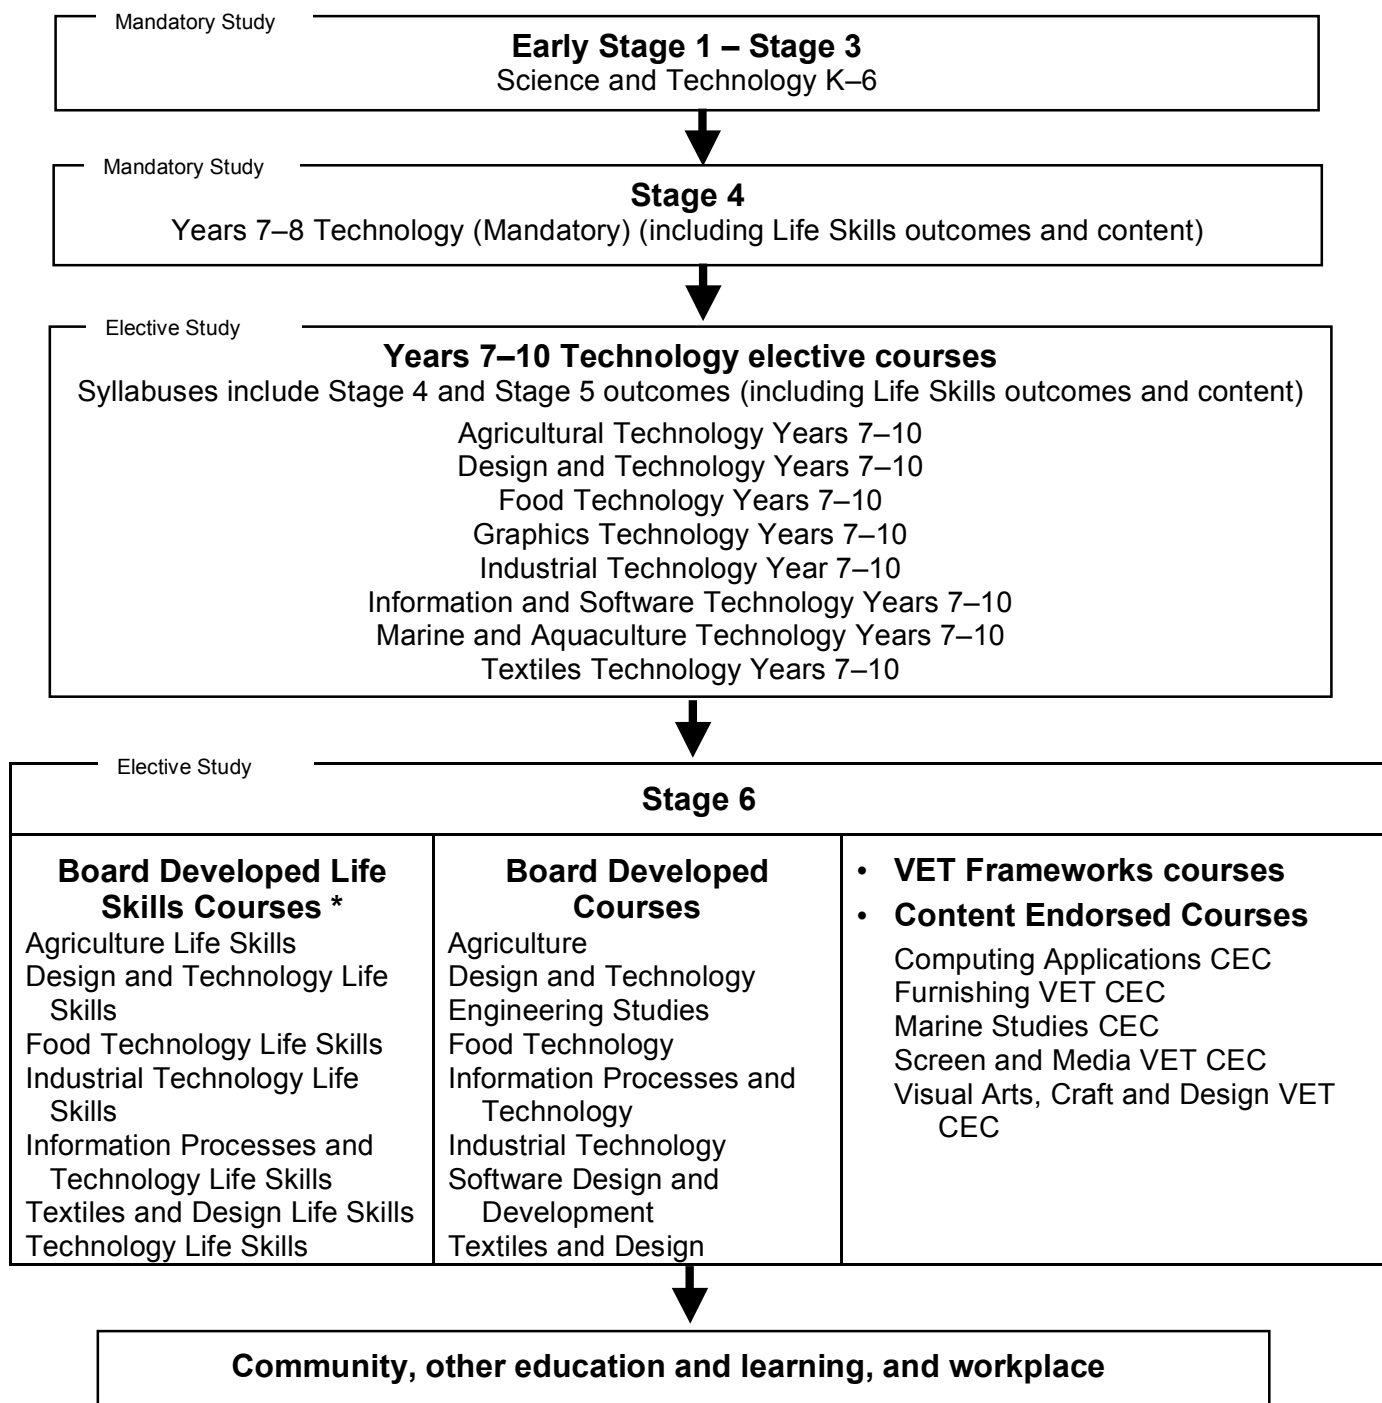 Mandatory Study
Early Stage 1 – Stage 3
Science and Technology K–6
Mandatory Study
Stage 4
Years 7–8 Technology (Mandatory) (including Life Skills outcomes and content)
Elective Study
Years 7–10 Technology elective courses
Syllabuses include Stage 4 and Stage 5 outcomes (including Life Skills outcomes and content)
Agricultural Technology Years 7–10
Design and Technology Years 7–10
Food Technology Years 7–10
Graphics Technology Years 7–10
Industrial Technology Year 7–10
Information and Software Technology Years 7–10
Marine and Aquaculture Technology Years 7–10
Textiles Technology Years 7–10
Elective Study
Stage 6
Board Developed Life
Skills Courses *
Agriculture Life Skills
Design and Technology Life
Skills
Food Technology Life Skills
Industrial Technology Life
Skills
Information Processes and
Technology Life Skills
Textiles and Design Life Skills
Technology Life Skills
Board Developed
Courses
Agriculture
Design and Technology
Engineering Studies
Food Technology
Information Processes and
Technology
Industrial Technology
Software Design and
Development
Textiles and Design
• VET Frameworks courses
• Content Endorsed Courses
Computing Applications CEC
Furnishing VET CEC
Marine Studies CEC
Screen and Media VET CEC
Visual Arts, Craft and Design VET
CEC
Community, other education and learning, and workplace